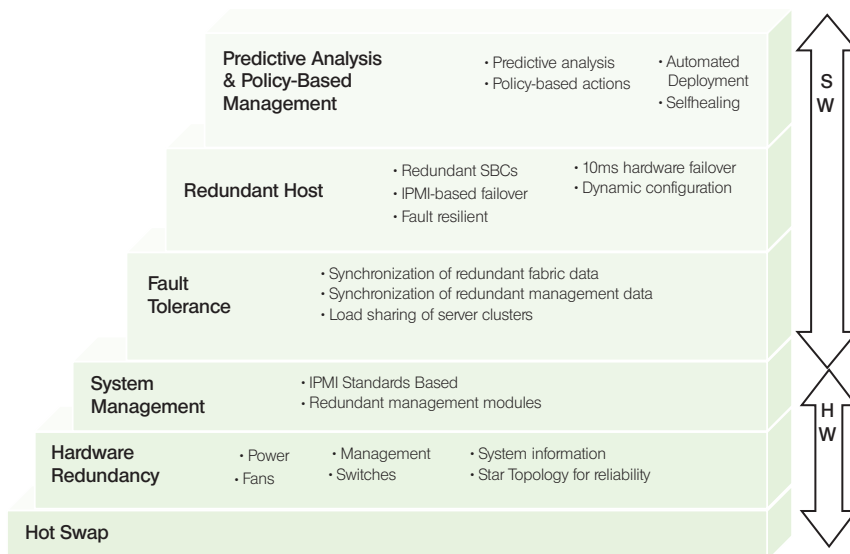 Predictive Analysis
& Policy-Based
Management
• Predictive analysis
• Policy-based actions
• Automated
Deployment
• Selfhealing
S
W
Redundant Host
• Redundant SBCs
• IPMI-based failover
• Fault resilient
• 10ms hardware failover
• Dynamic configuration
Fault
Tolerance
• Synchronization of redundant fabric data
• Synchronization of redundant management data
• Load sharing of server clusters
System
Management
• IPMI Standards Based
• Redundant management modules
H
W
Hardware
Redundancy
• Power
• Fans
• Management
• Switches
• System information
• Star Topology for reliability
Hot Swap